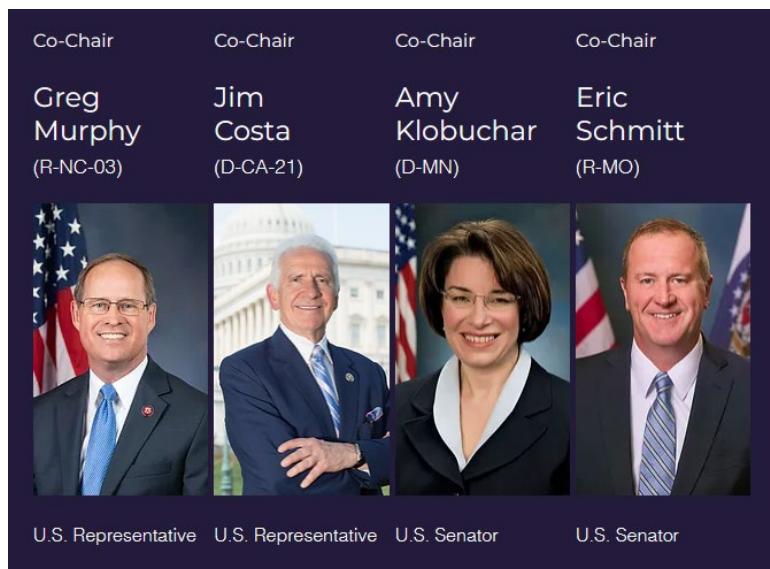 Co-Chair
Greg
Murphy
(R-NC-03)
U.S. Representative
Co-Chair
Jim
Costa
(D-CA-21)
U.S. Representative
Co-Chair
Amy
Klobuchar
(D-MN)
U.S. Senator
Co-Chair
Eric
Schmitt
(R-MO)
U.S. Senator